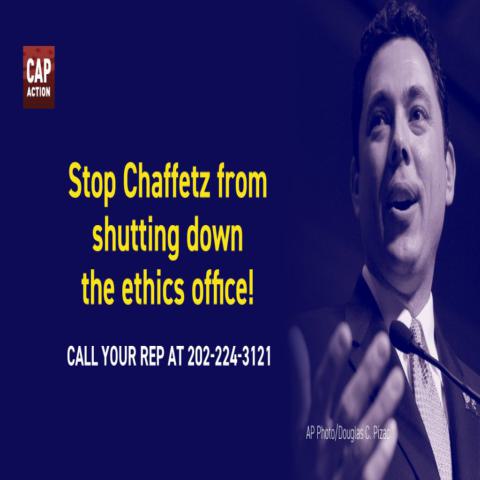 CAP
ACTION
Stop Chaffetz from
shutting down
the ethics office!
CALL YOUR REP AT 202-224-3121
AP Photo/Douglas C. Pizac